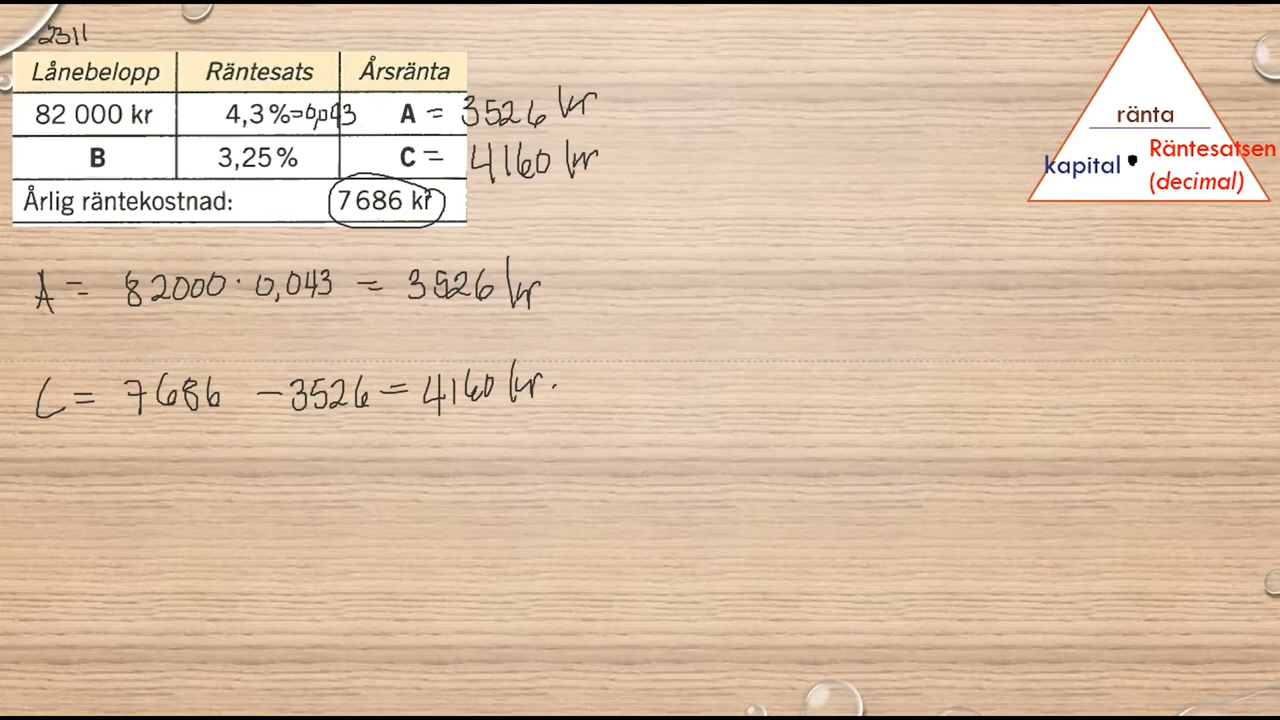 2311
Lånebelopp Räntesats Årsränta
82 000 kr 4,3 % = 0,043 A = 3526 kr
B 3,25 % C = 4160 kr
Årlig räntekostnad: 7 686 kr
A = 82000 · 0,043 = 3526 kr
C = 7686 - 3526 = 4160 kr.
ränta
kapital • Räntesatsen
(decimal)